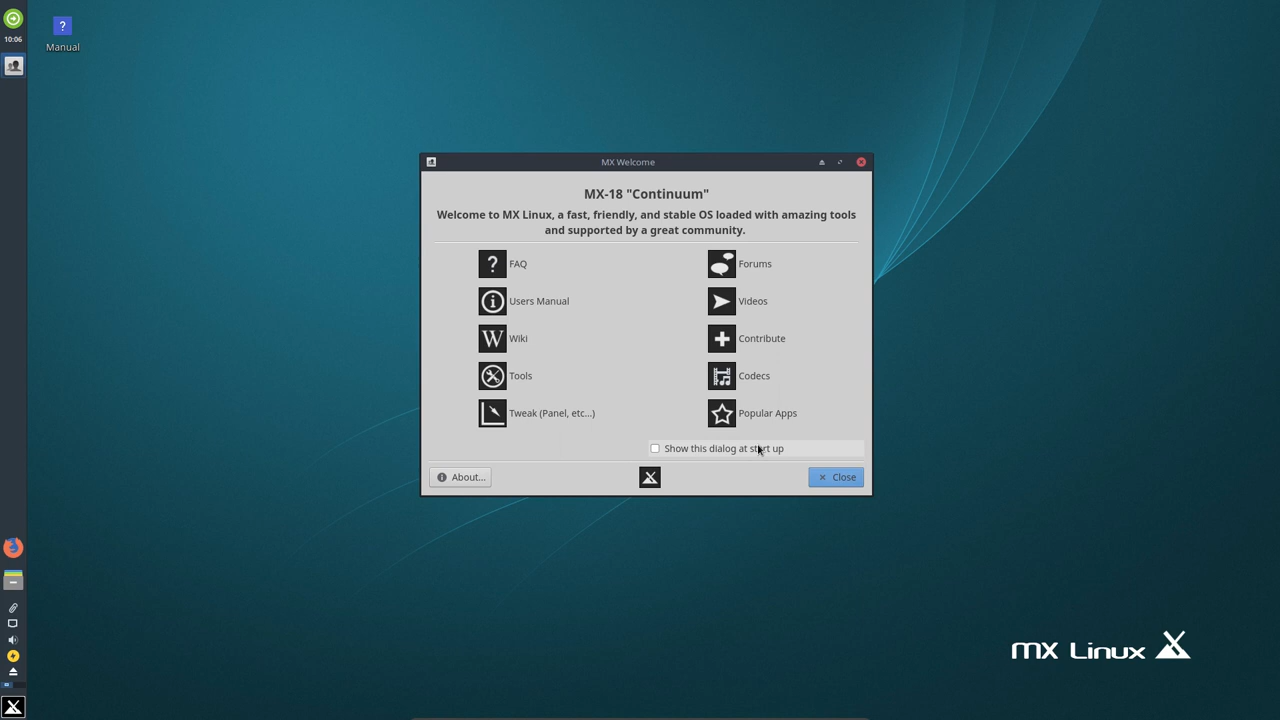 10:06
?
Manual
MX Welcome
MX-18 "Continuum"
Welcome to MX Linux, a fast, friendly, and stable OS loaded with amazing tools
and supported by a great community.
? FAQ
Forums
Users Manual
Videos
W Wiki
Contribute
Tools
Codecs
Tweak (Panel, etc...)
Popular Apps
Show this dialog at start up
About...
Close
mx Linux